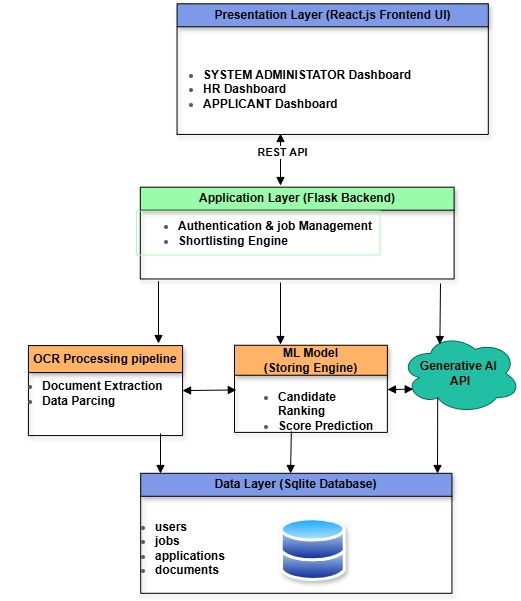 Presentation Layer (React.js Frontend UI)
SYSTEM ADMINISTATOR Dashboard
HR Dashboard
APPLICANT Dashboard
REST API
Application Layer (Flask Backend)
Authentication & job Management
Shortlisting Engine
OCR Processing pipeline
Document Extraction
Data Parcing
ML Model
(Storing Engine)
Candidate
Ranking
Score Prediction
Generative AI
API
Data Layer (Sqlite Database)
users
jobs
applications
documents